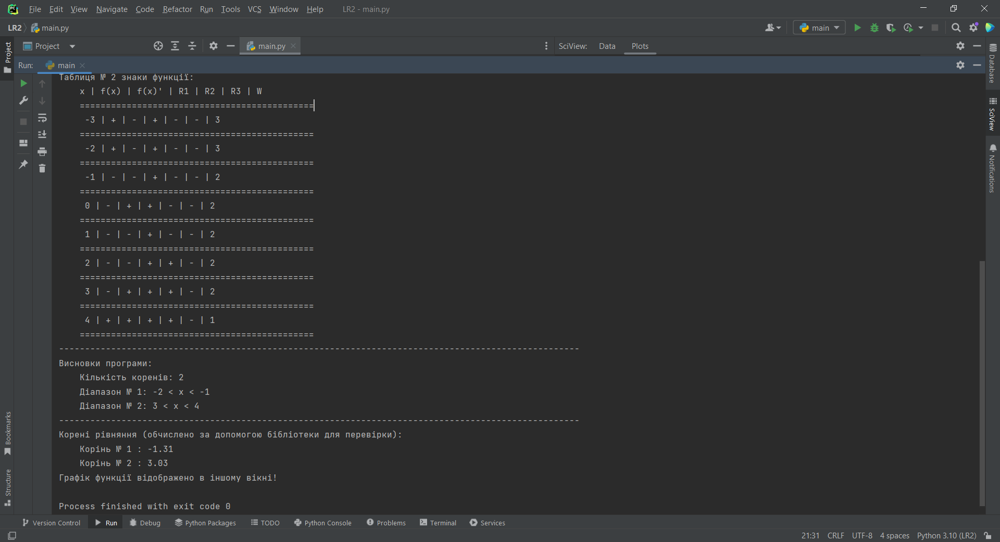 File Edit View Navigate Code Refactor Run Tools VCS Window Help LR2 - main.py
LR2 main.py main
Project main.py SciView: Data Plots
Run: main
Таблиця № 2 знаки функції:
x | f(x) | f(x)' | R1 | R2 | R3 | W
=============================================
-3 | + | - | + | - | - | 3
=============================================
-2 | + | - | + | - | - | 3
=============================================
-1 | - | - | + | - | - | 2
=============================================
0 | - | + | + | - | - | 2
=============================================
1 | - | - | + | - | - | 2
=============================================
2 | - | - | + | + | - | 2
=============================================
3 | - | + | + | + | - | 2
=============================================
4 | + | + | + | + | - | 1
=============================================
----------------------------------------------------------------------------------------------------
Висновки програми:
Кількість коренів: 2
Діапазон № 1: -2 < x < -1
Діапазон № 2: 3 < x < 4
----------------------------------------------------------------------------------------------------
Корені рівняння (обчислено за допомогою бібліотеки для перевірки):
Корінь № 1 : -1.31
Корінь № 2 : 3.03
Графік функції відображено в іншому вікні!
Process finished with exit code 0
Project
Bookmarks
Structure
Database
SciView
Notifications
Version Control Run Debug Python Packages TODO Python Console Problems Terminal Services
21:31 CRLF UTF-8 4 spaces Python 3.10 (LR2)